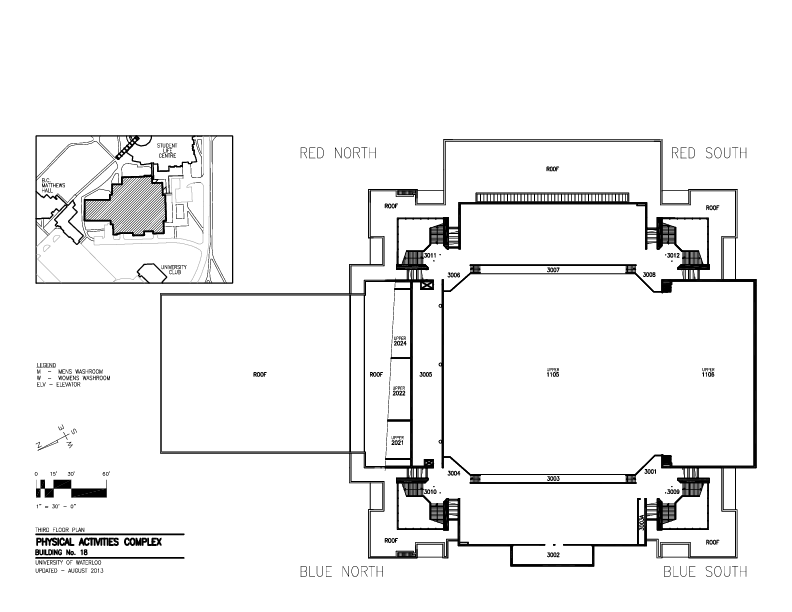 RED NORTH
RED SOUTH
STUDENT
LIFE
CENTRE
B.C.
MATTHEWS
HALL
UNIVERSITY
CLUB
ROOF
ROOF
ROOF
3011
3012
3006
3007
3008
UPPER
2024
ROOF
ROOF
3005
UPPER
1105
UPPER
1106
UPPER
2022
UPPER
2021
3004
3003
3001
3010
3009
3003A
ROOF
ROOF
3002
BLUE NORTH
BLUE SOUTH
LEGEND
M - MENS WASHROOM
W - WOMENS WASHROOM
ELV - ELEVATOR
E S
N W
0 15' 30' 60'
1" = 30' - 0"
THIRD FLOOR PLAN
PHYSICAL ACTIVITIES COMPLEX
BUILDING No. 18
UNIVERSITY OF WATERLOO
UPDATED - AUGUST 2013